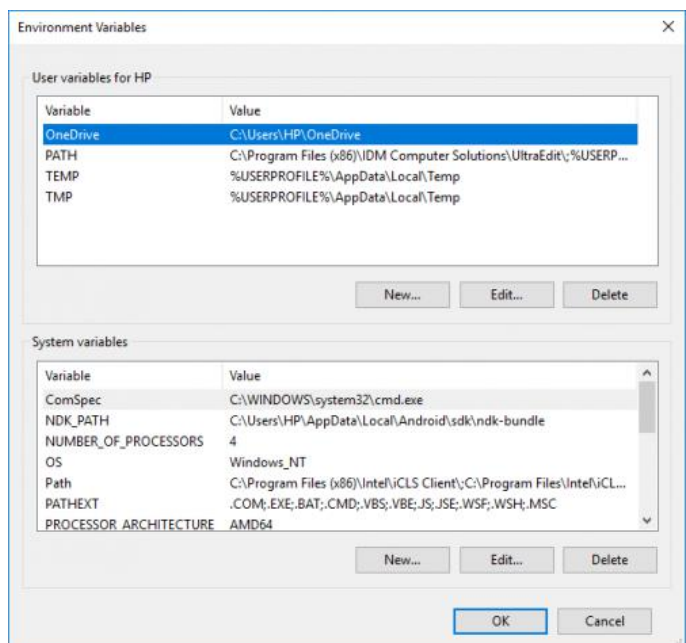 Environment Variables
User variables for HP
Variable Value
OneDrive C:\Users\HP\OneDrive
PATH C:\Program Files (x86)\IDM Computer Solutions\UltraEdit\;%USERP...
TEMP %USERPROFILE%\AppData\Local\Temp
TMP %USERPROFILE%\AppData\Local\Temp
New... Edit... Delete
System variables
Variable Value
ComSpec C:\WINDOWS\system32\cmd.exe
NDK_PATH C:\Users\HP\AppData\Local\Android\sdk\ndk-bundle
NUMBER_OF_PROCESSORS 4
OS Windows_NT
Path C:\Program Files (x86)\Intel\iCLS Client\;C:\Program Files\Intel\iCL...
PATHEXT .COM;.EXE;.BAT;.CMD;.VBS;.VBE;.JS;.JSE;.WSF;.WSH;.MSC
PROCESSOR_ARCHITECTURE AMD64
New... Edit... Delete
OK Cancel